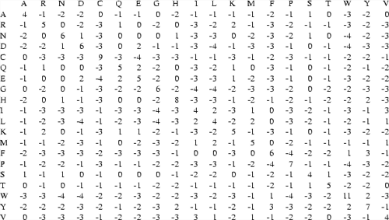 A R N D C Q E G H I L K M F P S T W Y V
A 4 -1 -2 -2 0 -1 -1 0 -2 -1 -1 -1 -1 -2 -1 1 0 -3 -2 0
R -1 5 0 -2 -3 1 0 -2 0 -3 -2 2 -1 -3 -2 -1 -1 -3 -2 -3
N -2 0 6 1 -3 0 0 0 1 -3 -3 0 -2 -3 -2 1 0 -4 -2 -3
D -2 -2 1 6 -3 0 2 -1 -1 -3 -4 -1 -3 -3 -1 0 -1 -4 -3 -3
C 0 -3 -3 -3 9 -3 -4 -3 -3 -1 -1 -3 -1 -2 -3 -1 -1 -2 -2 -1
Q -1 1 0 0 -3 5 2 -2 0 -3 -2 1 0 -3 -1 0 -1 -2 -1 -2
E -1 0 0 2 -4 2 5 -2 0 -3 -3 1 -2 -3 -1 0 -1 -3 -2 -2
G 0 -2 0 -1 -3 -2 -2 6 -2 -4 -4 -2 -3 -3 -2 0 -2 -2 -3 -3
H -2 0 1 -1 -3 0 0 -2 8 -3 -3 -1 -2 -1 -2 -1 -2 -2 2 -3
I -1 -3 -3 -3 -1 -3 -3 -4 -3 4 2 -3 1 0 -3 -2 -1 -3 -1 3
L -1 -2 -3 -4 -1 -2 -3 -4 -3 2 4 -2 2 0 -3 -2 -1 -2 -1 1
K -1 2 0 -1 -3 1 1 -2 -1 -3 -2 5 -1 -3 -1 0 -1 -3 -2 -2
M -1 -1 -2 -3 -1 0 -2 -3 -2 1 2 -1 5 0 -2 -1 -1 -1 -1 1
F -2 -3 -3 -3 -2 -3 -3 -3 -1 0 0 -3 0 6 -4 -2 -2 1 3 -1
P -1 -2 -2 -1 -3 -1 -1 -2 -2 -3 -3 -1 -2 -4 7 -1 -1 -4 -3 -2
S 1 -1 1 0 -1 0 0 0 -1 -2 -2 0 -1 -2 -1 4 1 -3 -2 -2
T 0 -1 0 -1 -1 -1 -1 -2 -2 -1 -1 -1 -1 -2 -1 1 5 -2 -2 0
W -3 -3 -4 -4 -2 -2 -3 -2 -2 -3 -2 -3 -1 1 -4 -3 -2 11 2 -3
Y -2 -2 -2 -3 -2 -1 -2 -3 2 -1 -1 -2 -1 3 -3 -2 -2 2 7 -1
V 0 -3 -3 -3 -1 -2 -2 -3 -3 3 1 -2 1 -1 -2 -2 0 -3 -1 4